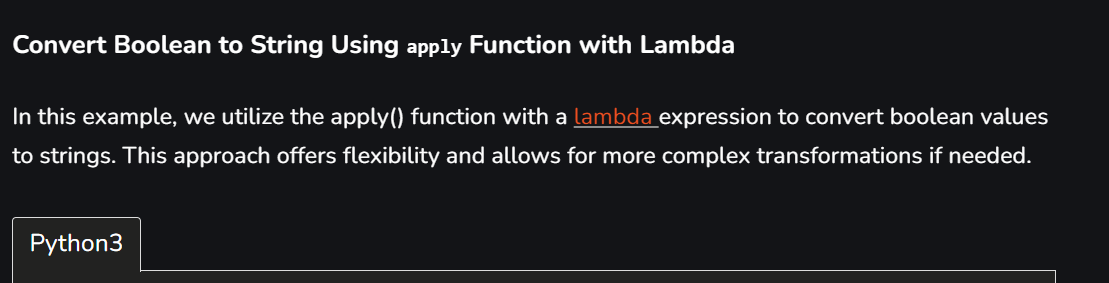 Convert Boolean to String Using apply Function with Lambda
In this example, we utilize the apply() function with a lambda expression to convert boolean values
to strings. This approach offers flexibility and allows for more complex transformations if needed.
Python3